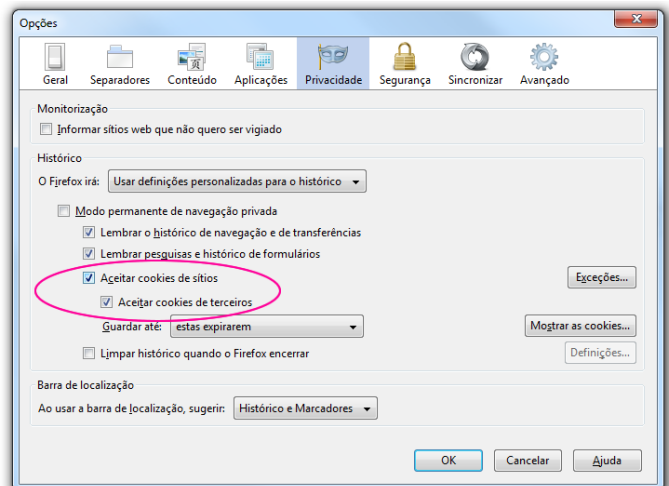 Opções
Geral Separadores Conteúdo Aplicações Privacidade Segurança Sincronizar Avançado
Monitorização
Informar sítios web que não quero ser vigiado
Histórico
O Firefox irá: Usar definições personalizadas para o histórico
Modo permanente de navegação privada
Lembrar o histórico de navegação e de transferências
Lembrar pesquisas e histórico de formulários
Aceitar cookies de sítios Exceções...
Aceitar cookies de terceiros
Guardar até: estas expirarem Mostrar as cookies...
Limpar histórico quando o Firefox encerrar Definições...
Barra de localização
Ao usar a barra de localização, sugerir: Histórico e Marcadores
OK Cancelar Ajuda